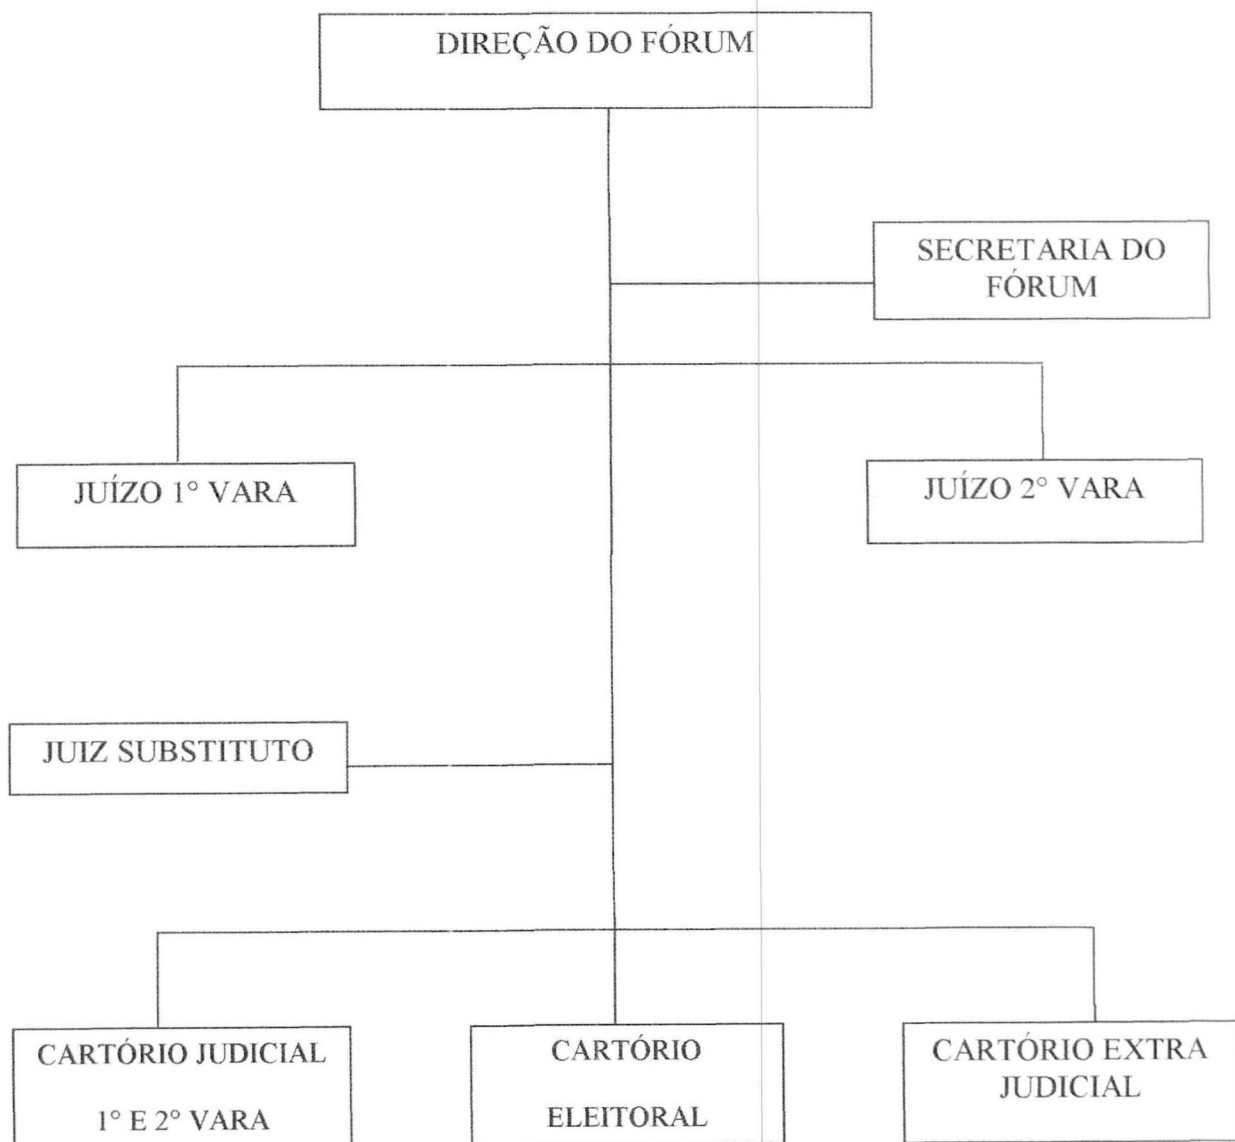 DIREÇÃO DO FÓRUM
SECRETARIA DO
FÓRUM
JUÍZO 1° VARA
JUÍZO 2° VARA
JUIZ SUBSTITUTO
CARTÓRIO JUDICIAL
1° E 2° VARA
CARTÓRIO
ELEITORAL
CARTÓRIO EXTRA
JUDICIAL